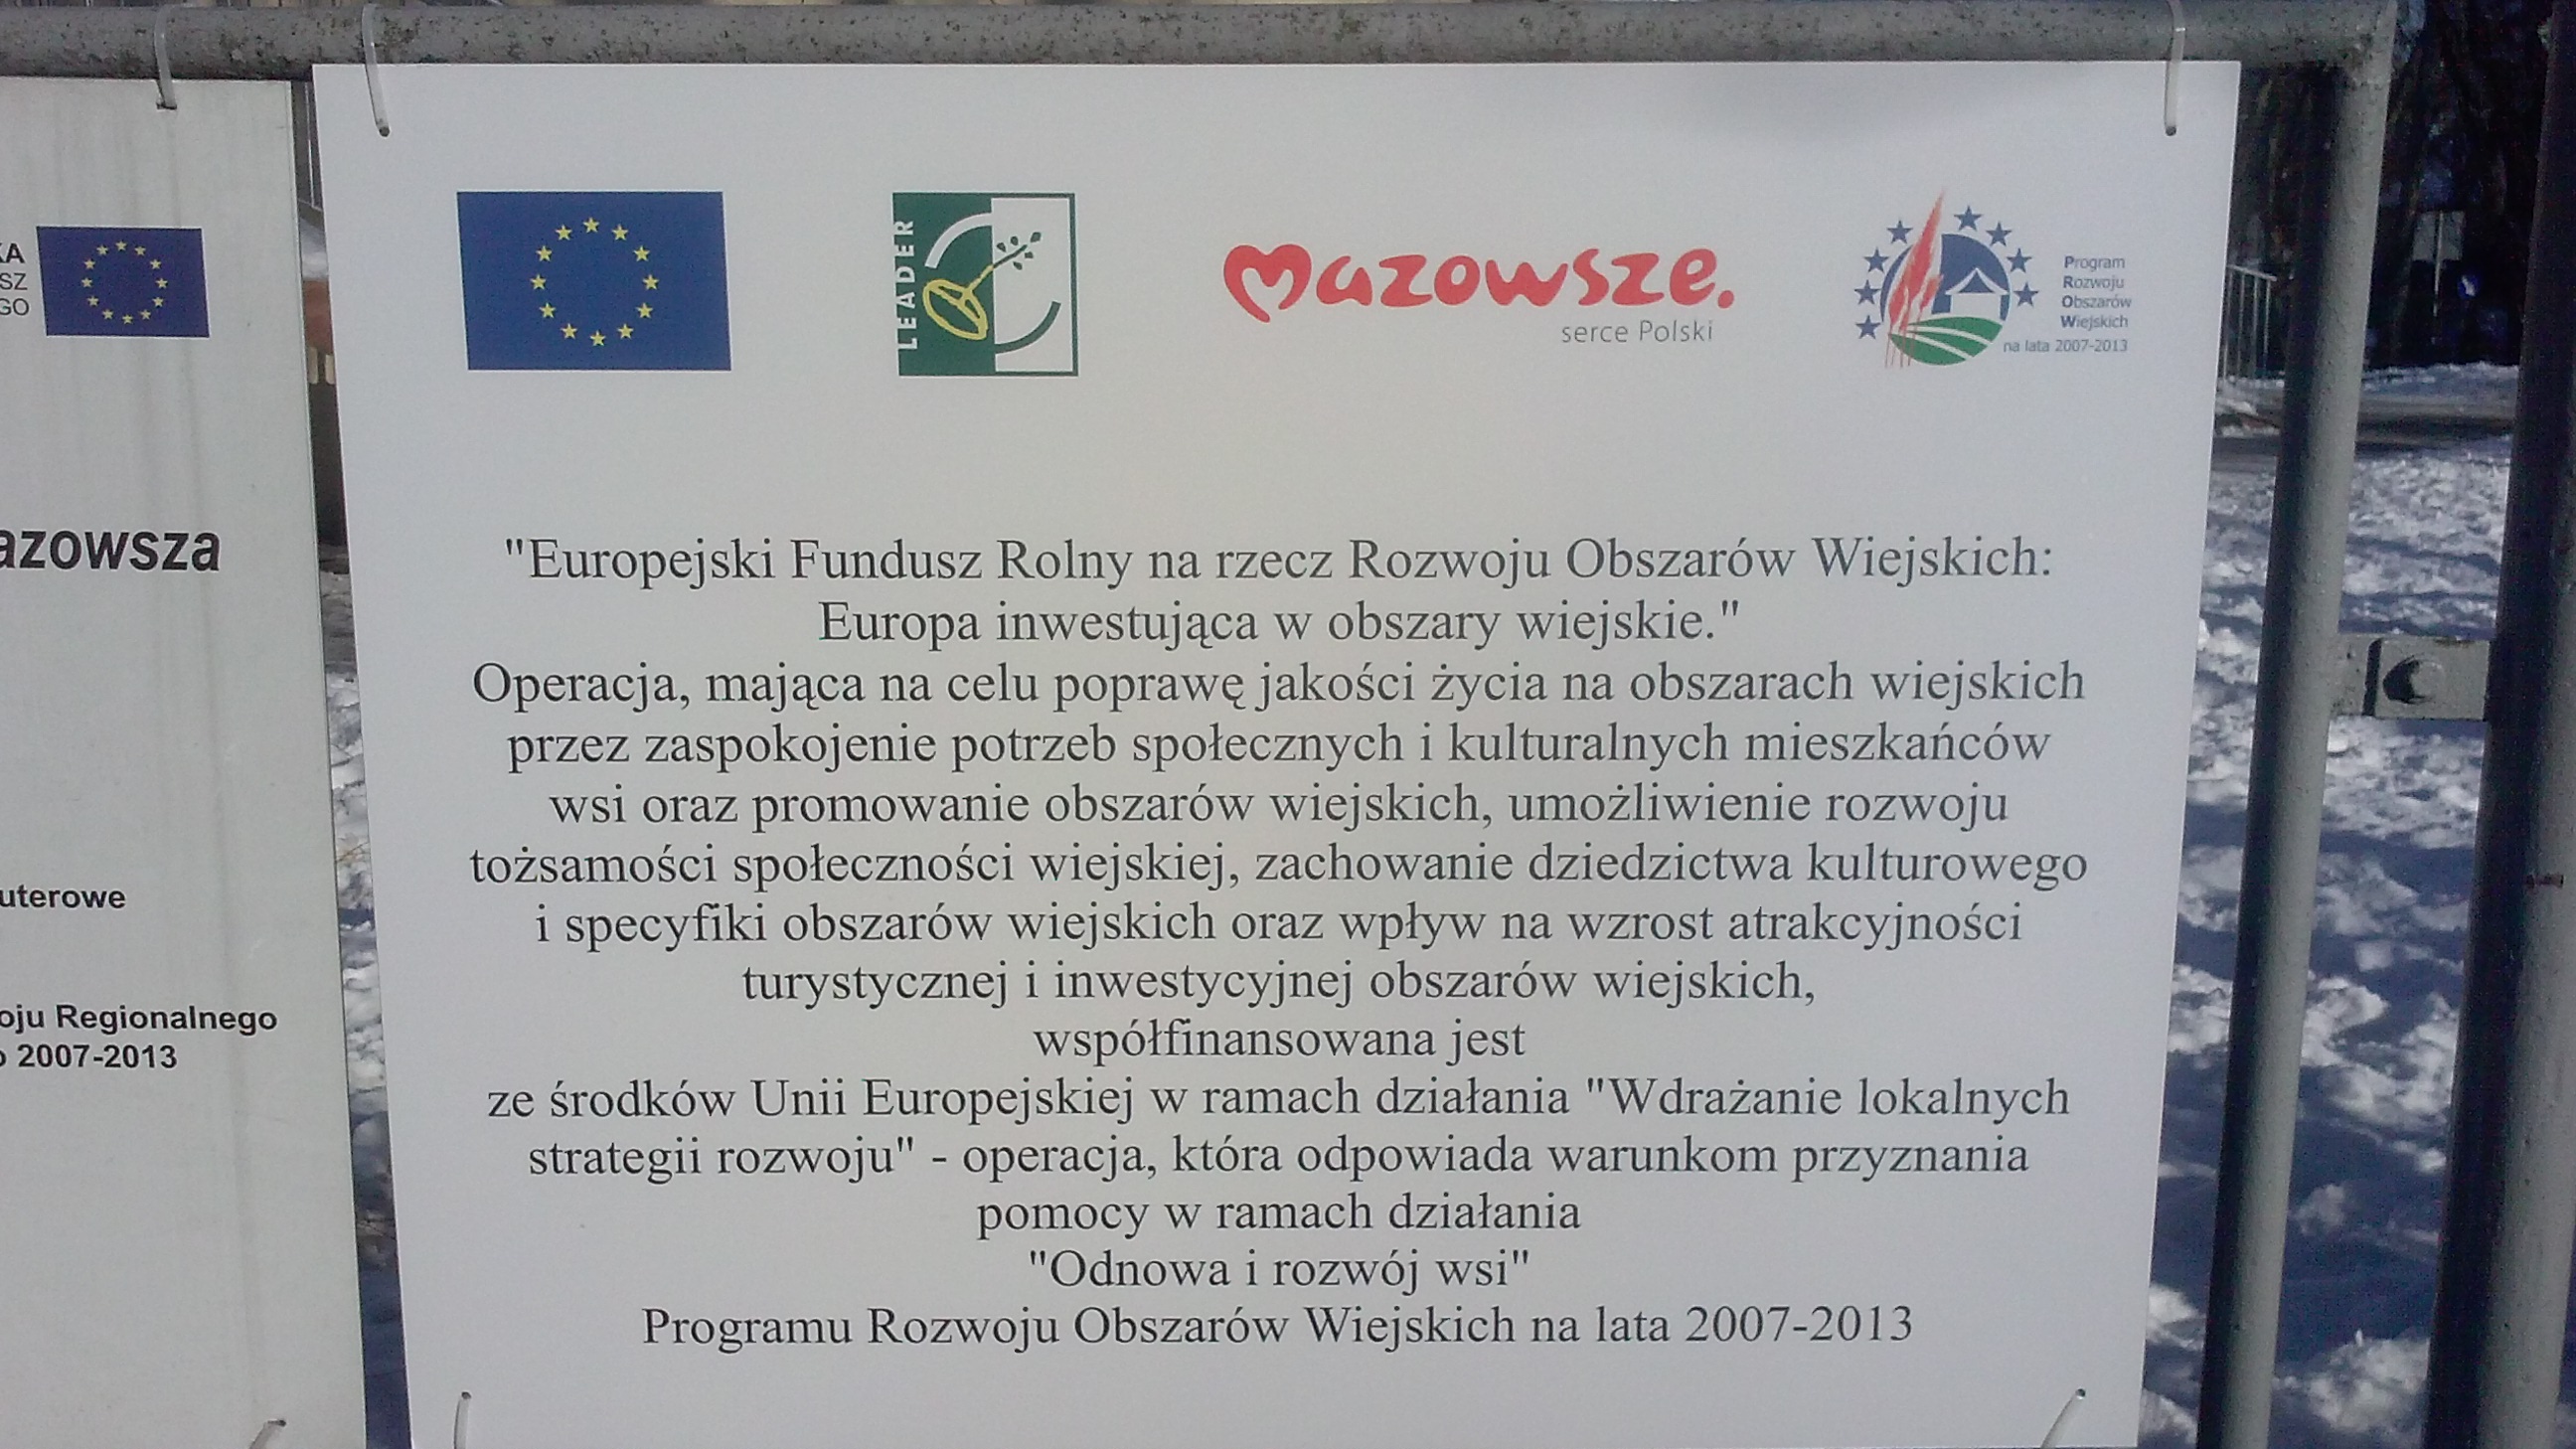 KA
SZ
GO
azowsza
uterowe
oju Regionalnego
o 2007-2013
LEADER
mazowsze.
serce Polski
Program
Rozwoju
Obszarów
Wiejskich
na lata 2007-2013
"Europejski Fundusz Rolny na rzecz Rozwoju Obszarów Wiejskich:
Europa inwestująca w obszary wiejskie."
Operacja, mająca na celu poprawę jakości życia na obszarach wiejskich
przez zaspokojenie potrzeb społecznych i kulturalnych mieszkańców
wsi oraz promowanie obszarów wiejskich, umożliwienie rozwoju
tożsamości społeczności wiejskiej, zachowanie dziedzictwa kulturowego
i specyfiki obszarów wiejskich oraz wpływ na wzrost atrakcyjności
turystycznej i inwestycyjnej obszarów wiejskich,
współfinansowana jest
ze środków Unii Europejskiej w ramach działania "Wdrażanie lokalnych
strategii rozwoju" - operacja, która odpowiada warunkom przyznania
pomocy w ramach działania
"Odnowa i rozwój wsi"
Programu Rozwoju Obszarów Wiejskich na lata 2007-2013